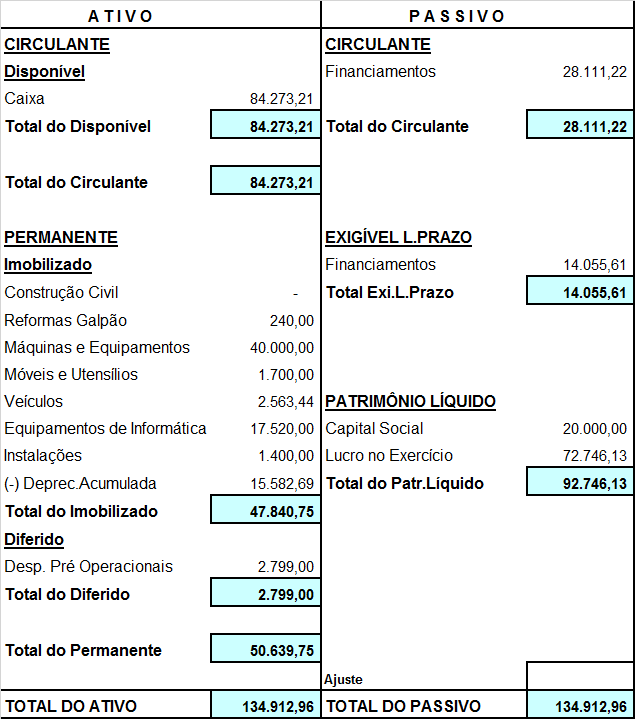 A T I V O
CIRCULANTE
Disponível
Caixa 84.273,21
Total do Disponível 84.273,21
Total do Circulante 84.273,21
PERMANENTE
Imobilizado
Construção Civil -
Reformas Galpão 240,00
Máquinas e Equipamentos 40.000,00
Móveis e Utensílios 1.700,00
Veículos 2.563,44
Equipamentos de Informática 17.520,00
Instalações 1.400,00
(-) Deprec.Acumulada 15.582,69
Total do Imobilizado 47.840,75
Diferido
Desp. Pré Operacionais 2.799,00
Total do Diferido 2.799,00
Total do Permanente 50.639,75
TOTAL DO ATIVO 134.912,96
P A S S I V O
CIRCULANTE
Financiamentos 28.111,22
Total do Circulante 28.111,22
EXIGÍVEL L.PRAZO
Financiamentos 14.055,61
Total Exi.L.Prazo 14.055,61
PATRIMÔNIO LÍQUIDO
Capital Social 20.000,00
Lucro no Exercício 72.746,13
Total do Patr.Líquido 92.746,13
Ajuste
TOTAL DO PASSIVO 134.912,96